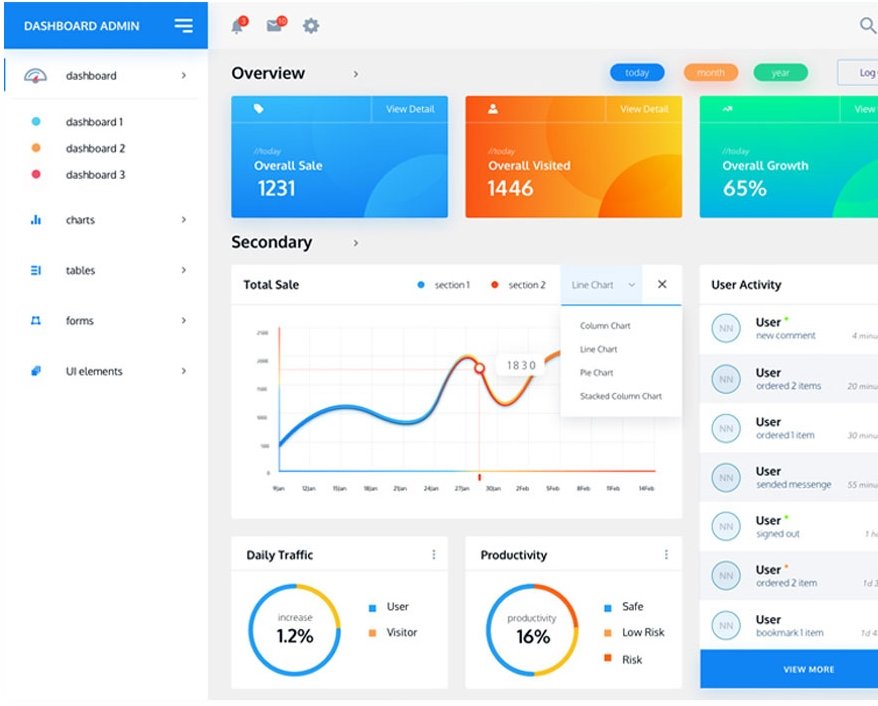 DASHBOARD ADMIN
3
10
dashboard
dashboard 1
dashboard 2
dashboard 3
charts
tables
forms
UI elements
Overview
today
month
year
Log
View Detail
//today
Overall Sale
1231
View Detail
//today
Overall Visited
1446
View
//today
Overall Growth
65%
Secondary
Total Sale
section 1
section 2
Line Chart
Column Chart
Line Chart
Pie Chart
Stacked Column Chart
2500
2000
1500
1000
500
0
1830
9Jan 12Jan 15Jan 18Jan 21Jan 24Jan 27Jan 30Jan 2Feb 5Feb 8Feb 11Feb 14Feb
User Activity
NN
User
new comment
4 minu
NN
User
ordered 2 items
20 minu
NN
User
ordered 1 item
30 minu
NN
User
sended messenge
55 minu
NN
User
signed out
1 h
NN
User
ordered 2 item
1d 3
NN
User
bookmark 1 item
1d 4
VIEW MORE
Daily Traffic
increase
1.2%
User
Visitor
Productivity
productivity
16%
Safe
Low Risk
Risk